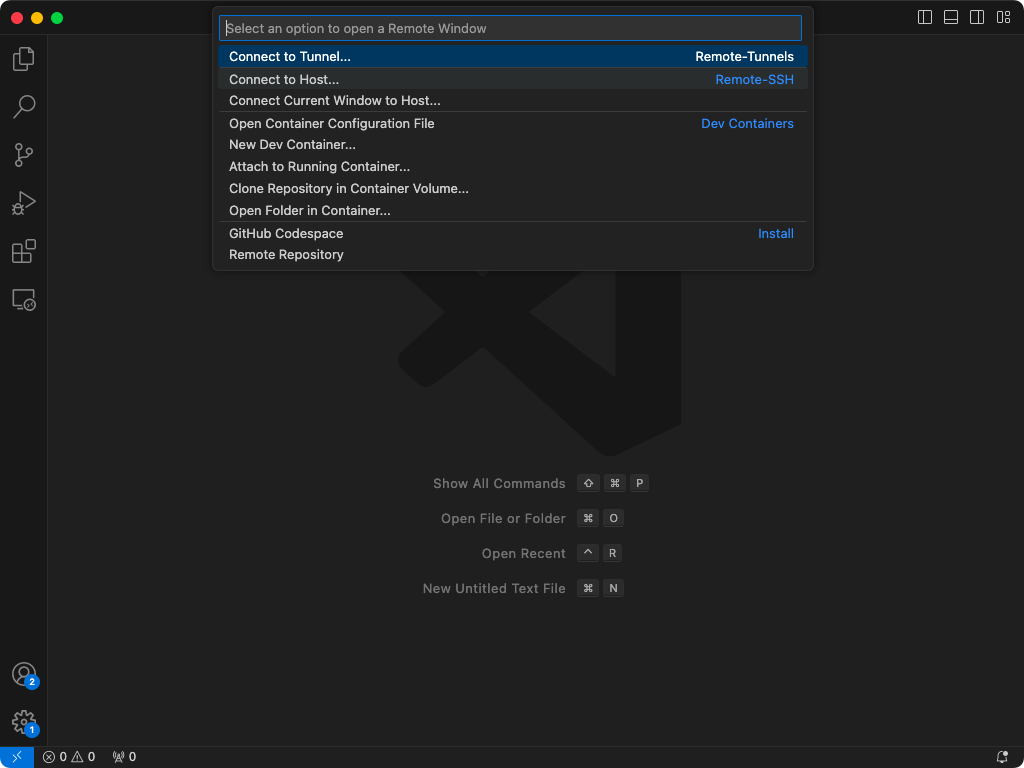 Select an option to open a Remote Window
Connect to Tunnel... Remote-Tunnels
Connect to Host... Remote-SSH
Connect Current Window to Host...
Open Container Configuration File Dev Containers
New Dev Container...
Attach to Running Container...
Clone Repository in Container Volume...
Open Folder in Container...
GitHub Codespace Install
Remote Repository
Show All Commands ⇧ ⌘ P
Open File or Folder ⌘ O
Open Recent ⌃ R
New Untitled Text File ⌘ N
2
1
0 0 0